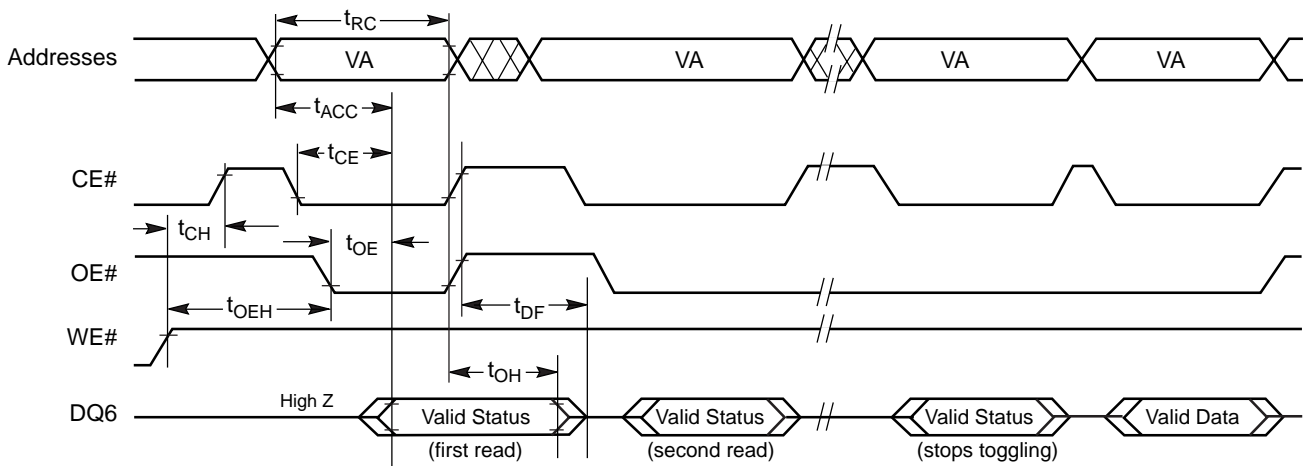 tRC
Addresses VA VA VA VA
tACC
tCE
CE#
tCH tOE
OE#
tOEH tDF
WE#
tOH
High Z
DQ6 Valid Status Valid Status Valid Status Valid Data
(first read) (second read) (stops toggling)